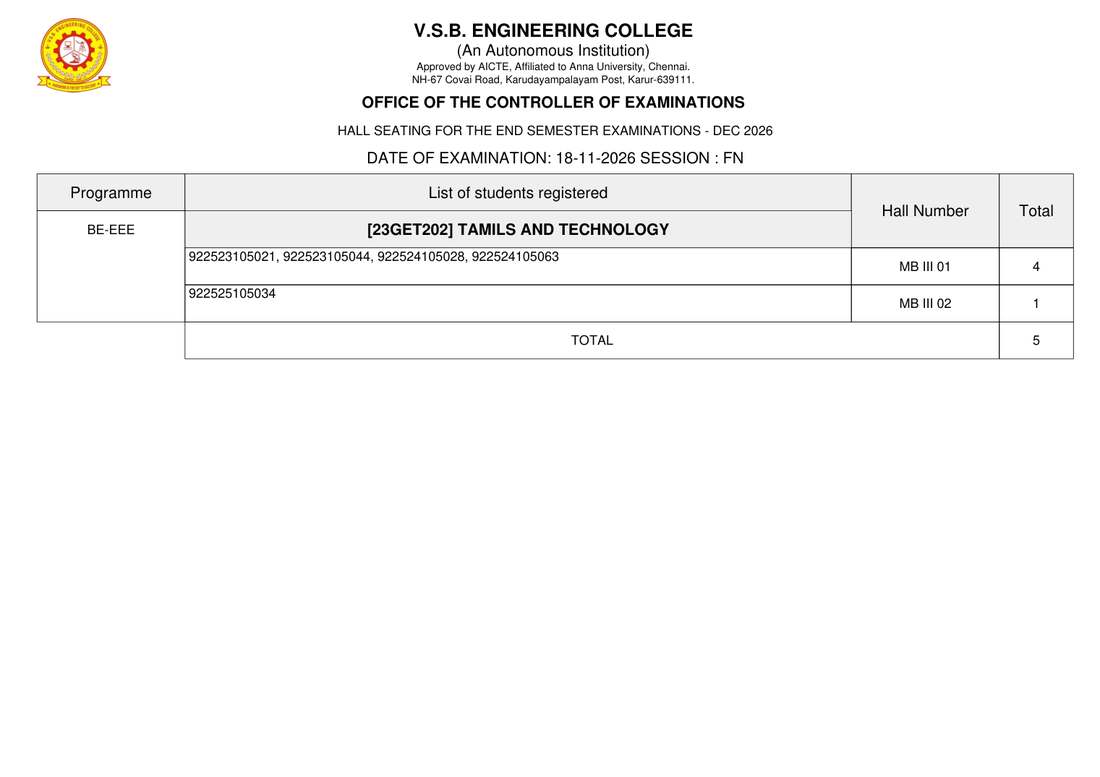 V.S.B. ENGINEERING COLLEGE
(An Autonomous Institution)
Approved by AICTE, Affiliated to Anna University, Chennai.
NH-67 Covai Road, Karudayampalayam Post, Karur-639111.
OFFICE OF THE CONTROLLER OF EXAMINATIONS
HALL SEATING FOR THE END SEMESTER EXAMINATIONS - DEC 2026
DATE OF EXAMINATION: 18-11-2026 SESSION : FN
Programme List of students registered Hall Number Total
BE-EEE [23GET202] TAMILS AND TECHNOLOGY
922523105021, 922523105044, 922524105028, 922524105063 MB III 01 4
922525105034 MB III 02 1
TOTAL 5